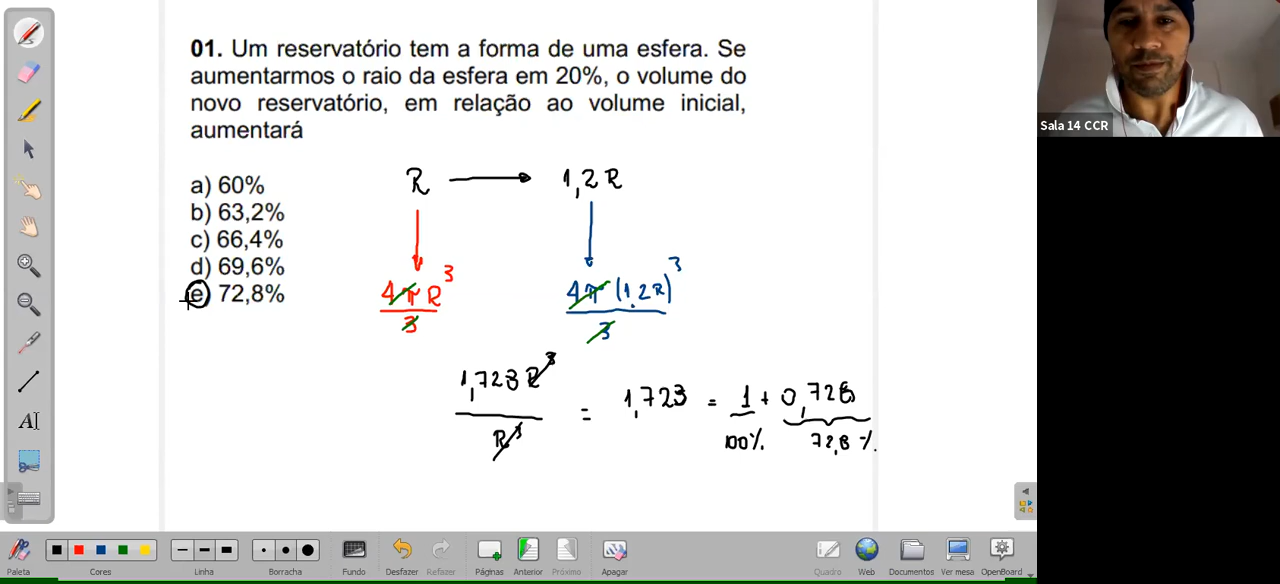 01. Um reservatório tem a forma de uma esfera. Se
aumentarmos o raio da esfera em 20%, o volume do
novo reservatório, em relação ao volume inicial,
aumentará
a) 60%
b) 63,2%
c) 66,4%
d) 69,6%
e) 72,8%
R → 1,2R
4πR³/3
4π(1,2R)³/3
1,728R³/R³ = 1,728 = 1 + 0,728
100% 72,8%
Sala 14 CCR
Paleta Cores Linha Borracha Fundo Desfazer Refazer Páginas Anterior Próximo Apagar Quadro Web Documentos Ver mesa OpenBoard